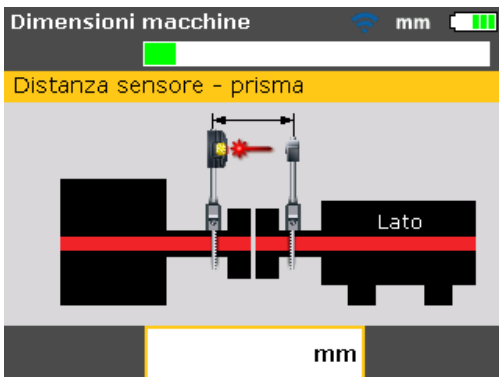 Dimensioni macchine mm
Distanza sensore - prisma
Lato
mm